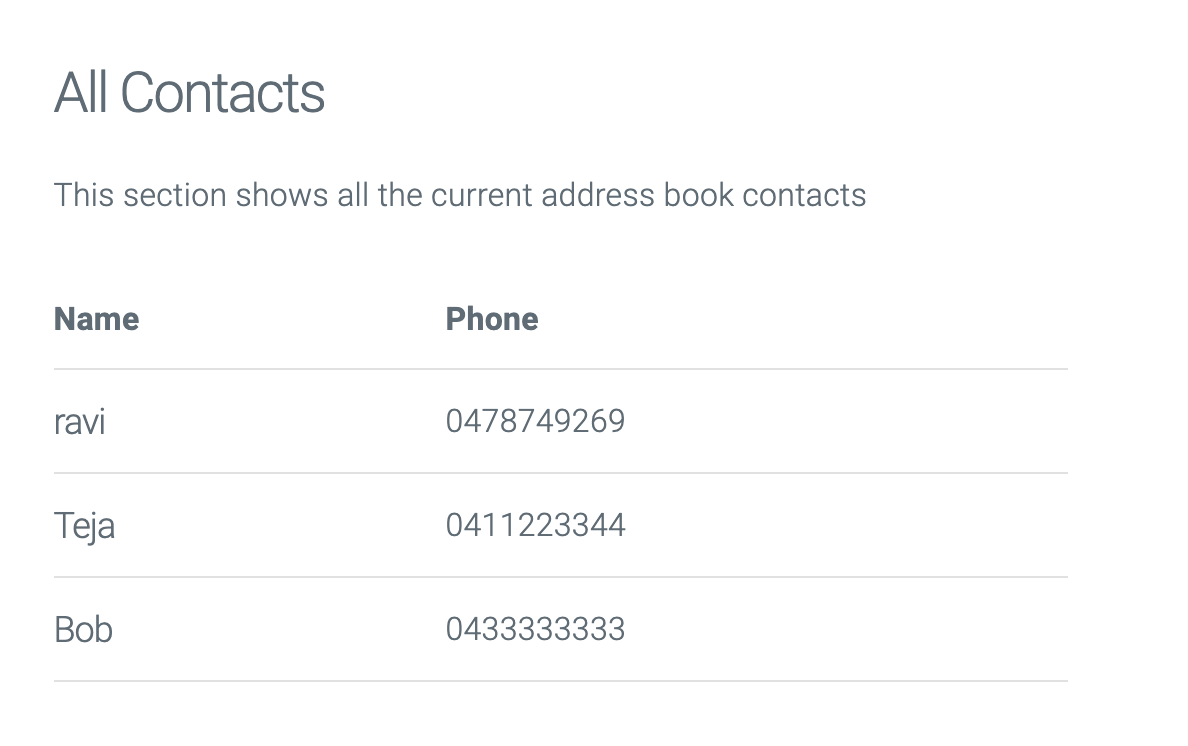 All Contacts
This section shows all the current address book contacts
Name Phone
ravi 0478749269
Teja 0411223344
Bob 0433333333